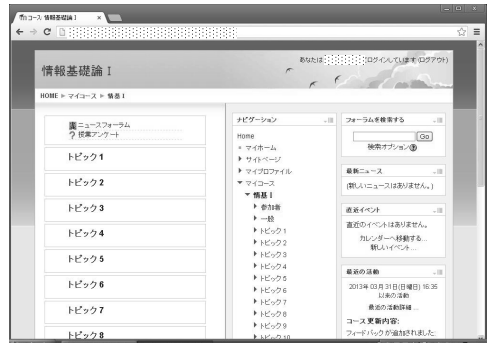 コース: 情報基礎論 I
あなたは
ログインしています (ログアウト)
情報基礎論 I
HOME ► マイコース ► 情基 I
ニュースフォーラム
授業アンケート
トピック 1
トピック 2
トピック 3
トピック 4
トピック 5
トピック 6
トピック 7
トピック 8
ナビゲーション
Home
マイホーム
サイトページ
マイプロファイル
マイコース
情基 I
参加者
一般
トピック 1
トピック 2
トピック 3
トピック 4
トピック 5
トピック 6
トピック 7
トピック 8
トピック 9
トピック 10
フォーラムを検索する
Go
検索オプション
最新ニュース
(新しいニュースはありません。)
直近イベント
直近のイベントはありません。
カレンダーへ移動する...
新しいイベント...
最近の活動
2013年 03月 31日(日曜日) 16:35
以来の活動
最近の活動詳細 ...
コース更新内容:
フィードバック が追加されました: